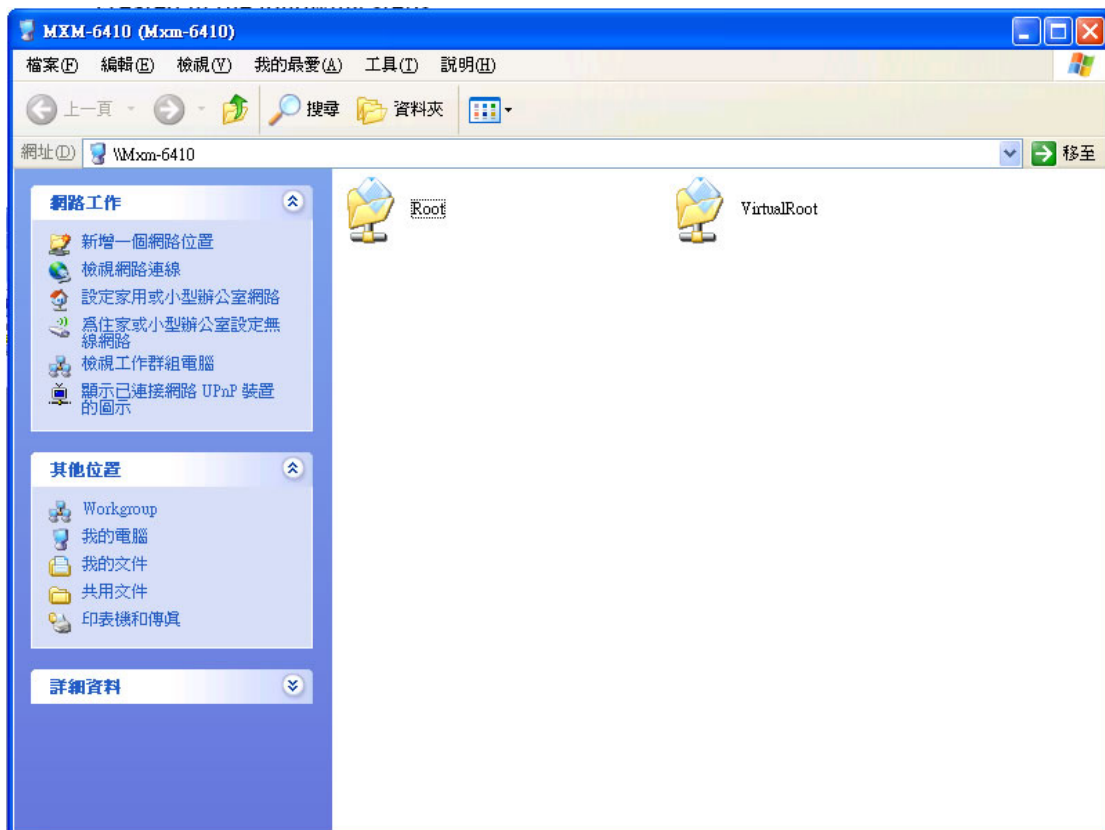 MXM-6410 (Mxm-6410)
檔案(F) 編輯(E) 檢視(V) 我的最愛(A) 工具(T) 說明(H)
上一頁 搜尋 資料夾
網址(D) \\Mxm-6410 移至
網路工作
新增一個網路位置
檢視網路連線
設定家用或小型辦公室網路
為住家或小型辦公室設定無
線網路
檢視工作群組電腦
顯示已連接網路 UPnP 裝置
的圖示
其他位置
Workgroup
我的電腦
我的文件
共用文件
印表機和傳真
詳細資料
Root
VirtualRoot